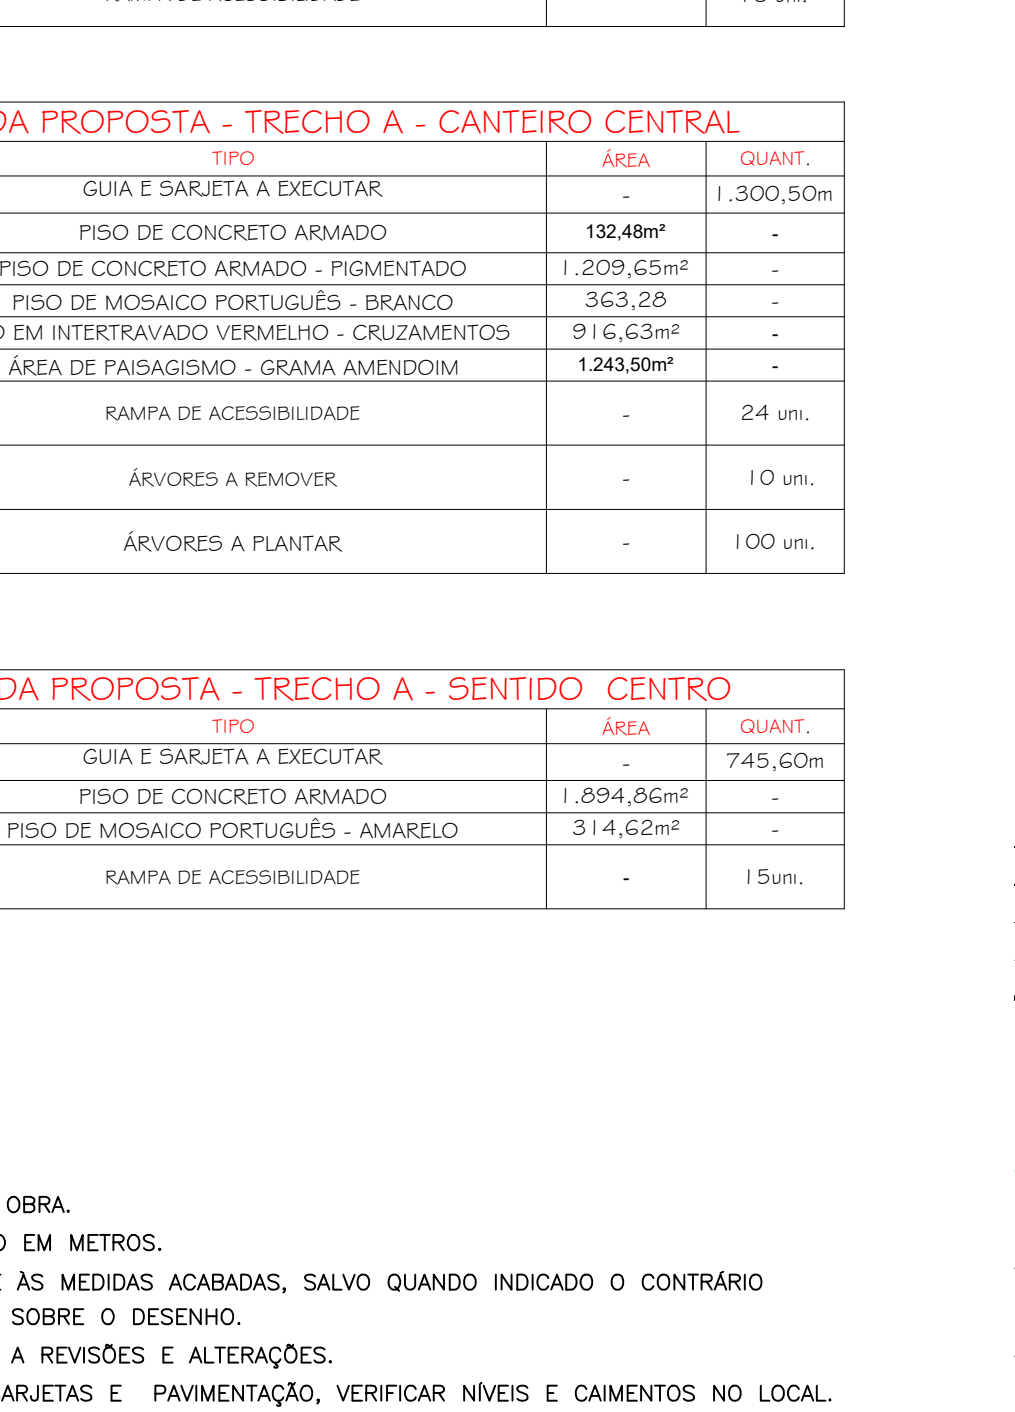 RAMPA DE ACESSIBILIDADE
DA PROPOSTA - TRECHO A - CANTEIRO CENTRAL
TIPO ÁREA QUANT.
GUIA E SARJETA A EXECUTAR - 1.300,50m
PISO DE CONCRETO ARMADO 132,48m² -
PISO DE CONCRETO ARMADO - PIGMENTADO 1.209,65m² -
PISO DE MOSAICO PORTUGUÊS - BRANCO 363,28 -
O EM INTERTRAVADO VERMELHO - CRUZAMENTOS 916,63m² -
ÁREA DE PAISAGISMO - GRAMA AMENDOIM 1.243,50m² -
RAMPA DE ACESSIBILIDADE - 24 uni.
ÁRVORES A REMOVER - 10 uni.
ÁRVORES A PLANTAR - 100 uni.
DA PROPOSTA - TRECHO A - SENTIDO CENTRO
TIPO ÁREA QUANT.
GUIA E SARJETA A EXECUTAR - 745,60m
PISO DE CONCRETO ARMADO 1.894,86m² -
PISO DE MOSAICO PORTUGUÊS - AMARELO 314,62m² -
RAMPA DE ACESSIBILIDADE - 15uni.
OBRA.
O EM METROS.
E ÀS MEDIDAS ACABADAS, SALVO QUANDO INDICADO O CONTRÁRIO
SOBRE O DESENHO.
A REVISÕES E ALTERAÇÕES.
ARJETAS E PAVIMENTAÇÃO, VERIFICAR NÍVEIS E CAIMENTOS NO LOCAL.